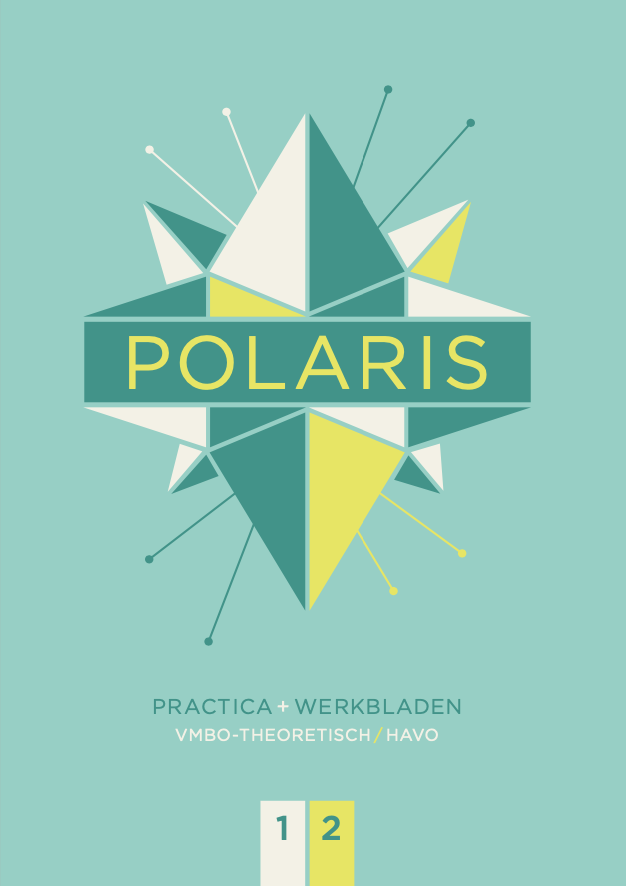 POLARIS
PRACTICA + WERKBLADEN
VMBO-THEORETISCH / HAVO
1 2